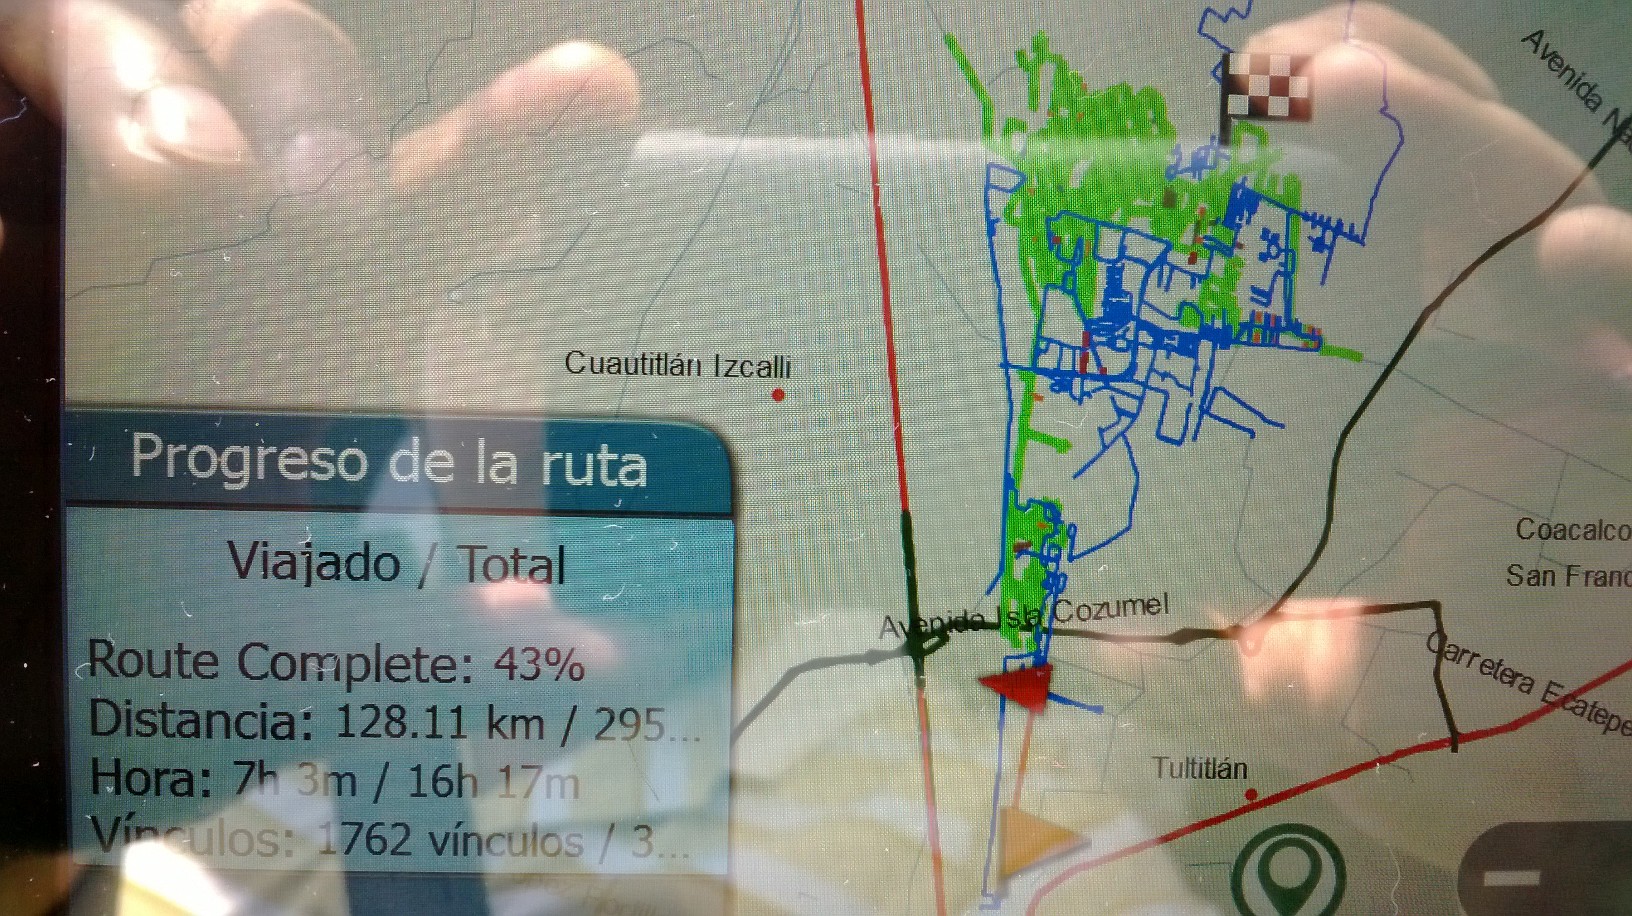 Avenida
Cuautitlán Izcalli
Progreso de la ruta
Viajado / Total
Route Complete: 43%
Distancia: 128.11 km / 295...
Hora: 7h 3m / 16h 17m
Vínculos: 1762 vínculos / 3...
Coacalco
San Franc
Avenida Isla Cozumel
Carretera Ecatepe
Tultitlán